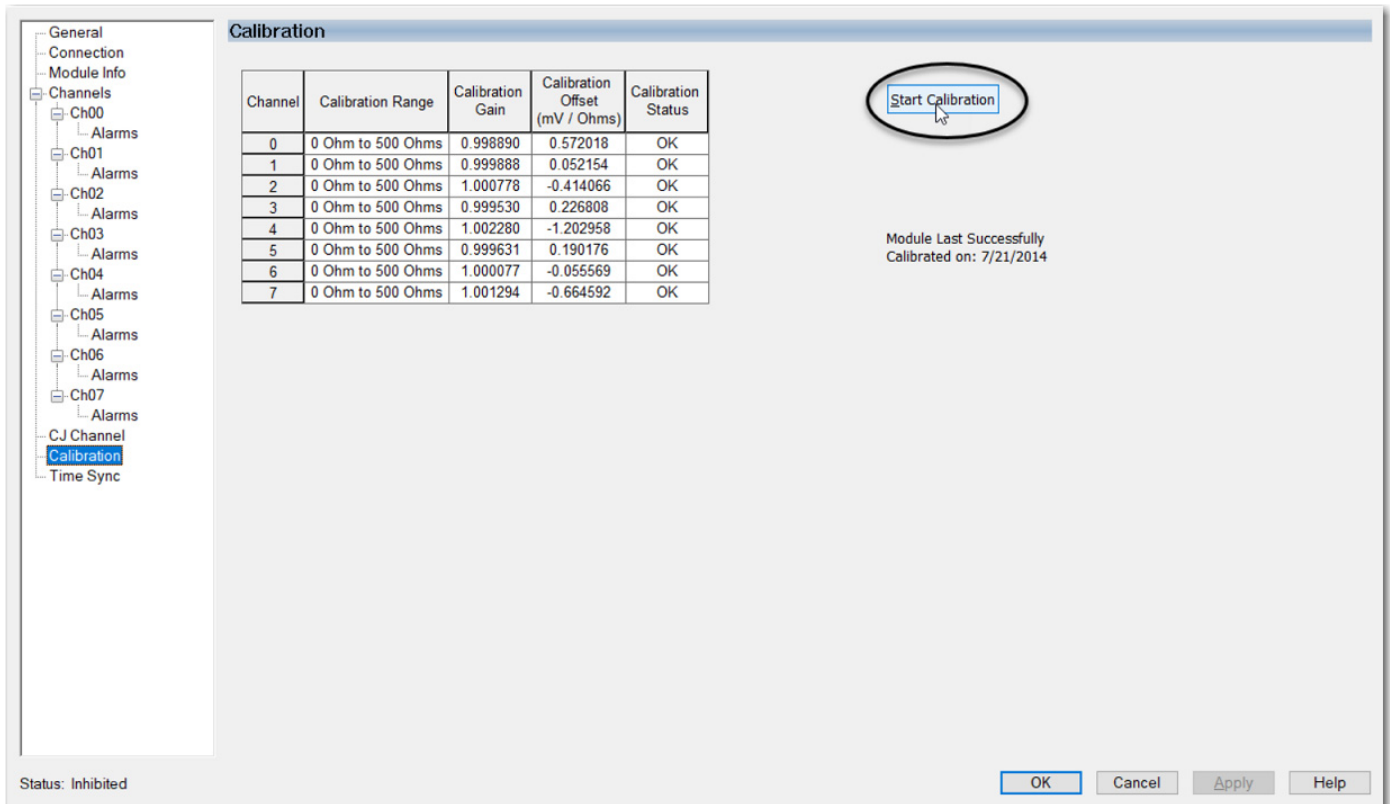 General
Connection
Module Info
Channels
Ch00
Alarms
Ch01
Alarms
Ch02
Alarms
Ch03
Alarms
Ch04
Alarms
Ch05
Alarms
Ch06
Alarms
Ch07
Alarms
CJ Channel
Calibration
Time Sync
Calibration
Channel Calibration Range Calibration Gain Calibration Offset (mV / Ohms) Calibration Status
0 0 Ohm to 500 Ohms 0.998890 0.572018 OK
1 0 Ohm to 500 Ohms 0.999888 0.052154 OK
2 0 Ohm to 500 Ohms 1.000778 -0.414066 OK
3 0 Ohm to 500 Ohms 0.999530 0.226808 OK
4 0 Ohm to 500 Ohms 1.002280 -1.202958 OK
5 0 Ohm to 500 Ohms 0.999631 0.190176 OK
6 0 Ohm to 500 Ohms 1.000077 -0.055569 OK
7 0 Ohm to 500 Ohms 1.001294 -0.664592 OK
Start Calibration
Module Last Successfully
Calibrated on: 7/21/2014
Status: Inhibited
OK Cancel Apply Help